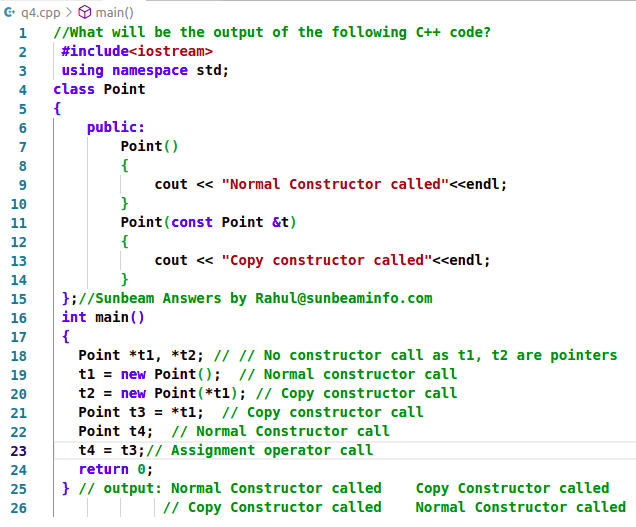 q4.cpp > main()
1 //What will be the output of the following C++ code?
2 #include<iostream>
3 using namespace std;
4 class Point
5 {
6 public:
7 Point()
8 {
9 cout << "Normal Constructor called"<<endl;
10 }
11 Point(const Point &t)
12 {
13 cout << "Copy constructor called"<<endl;
14 }
15 };//Sunbeam Answers by Rahul@sunbeaminfo.com
16 int main()
17 {
18 Point *t1, *t2; // // No constructor call as t1, t2 are pointers
19 t1 = new Point(); // Normal constructor call
20 t2 = new Point(*t1); // Copy constructor call
21 Point t3 = *t1; // Copy constructor call
22 Point t4; // Normal Constructor call
23 t4 = t3;// Assignment operator call
24 return 0;
25 } // output: Normal Constructor called Copy Constructor called
26 // Copy Constructor called Normal Constructor called